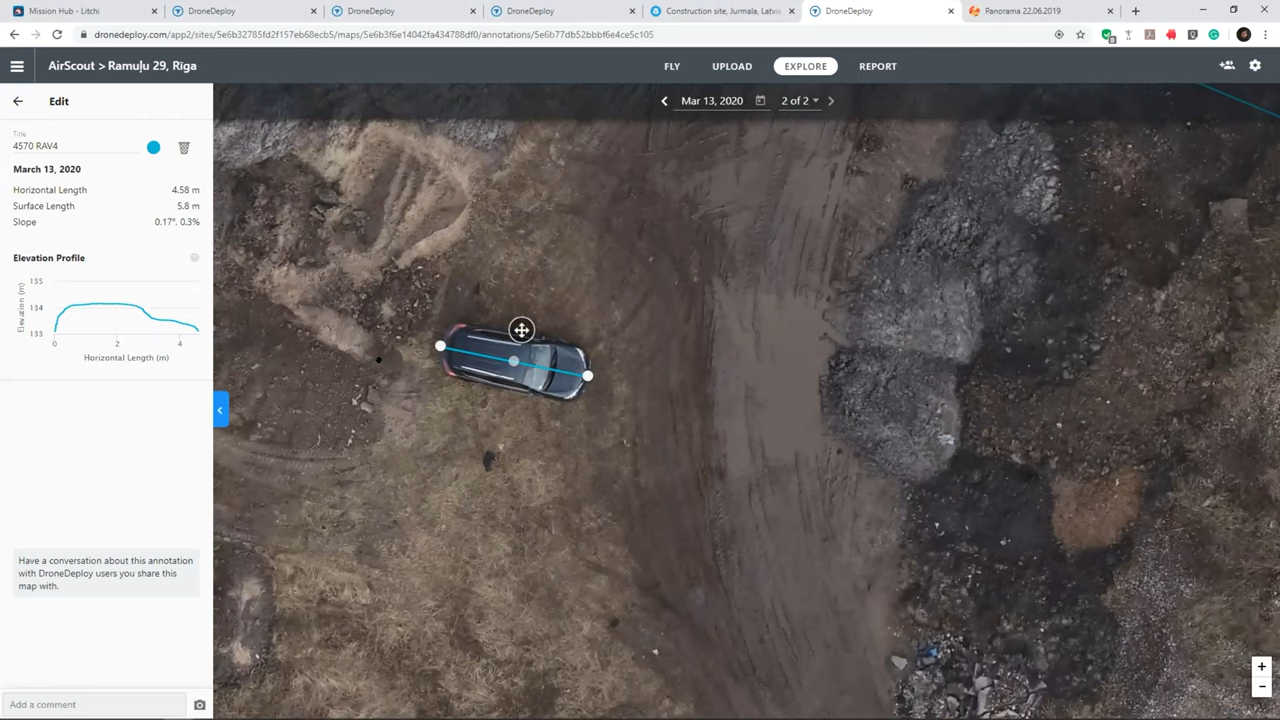 Mission Hub - Litchi
DroneDeploy
DroneDeploy
DroneDeploy
Construction site, Jurmala, Latvi
DroneDeploy
Panorama 22.06.2019
dronedeploy.com/app2/sites/5e6b32785fd2f157eb68ecb5/maps/5e6b3f6e14042fa434788df0/annotations/5e6b77db52bbbf6e4ce5c105
AirScout > Ramuļu 29, Rīga
FLY
UPLOAD
EXPLORE
REPORT
Edit
Mar 13, 2020
2 of 2
Title
4570 RAV4
March 13, 2020
Horizontal Length 4.58 m
Surface Length 5.8 m
Slope 0.17°, 0.3%
Elevation Profile
Elevation (m)
135
134
133
0 2 4
Horizontal Length (m)
Have a conversation about this annotation
with DroneDeploy users you share this
map with.
Add a comment